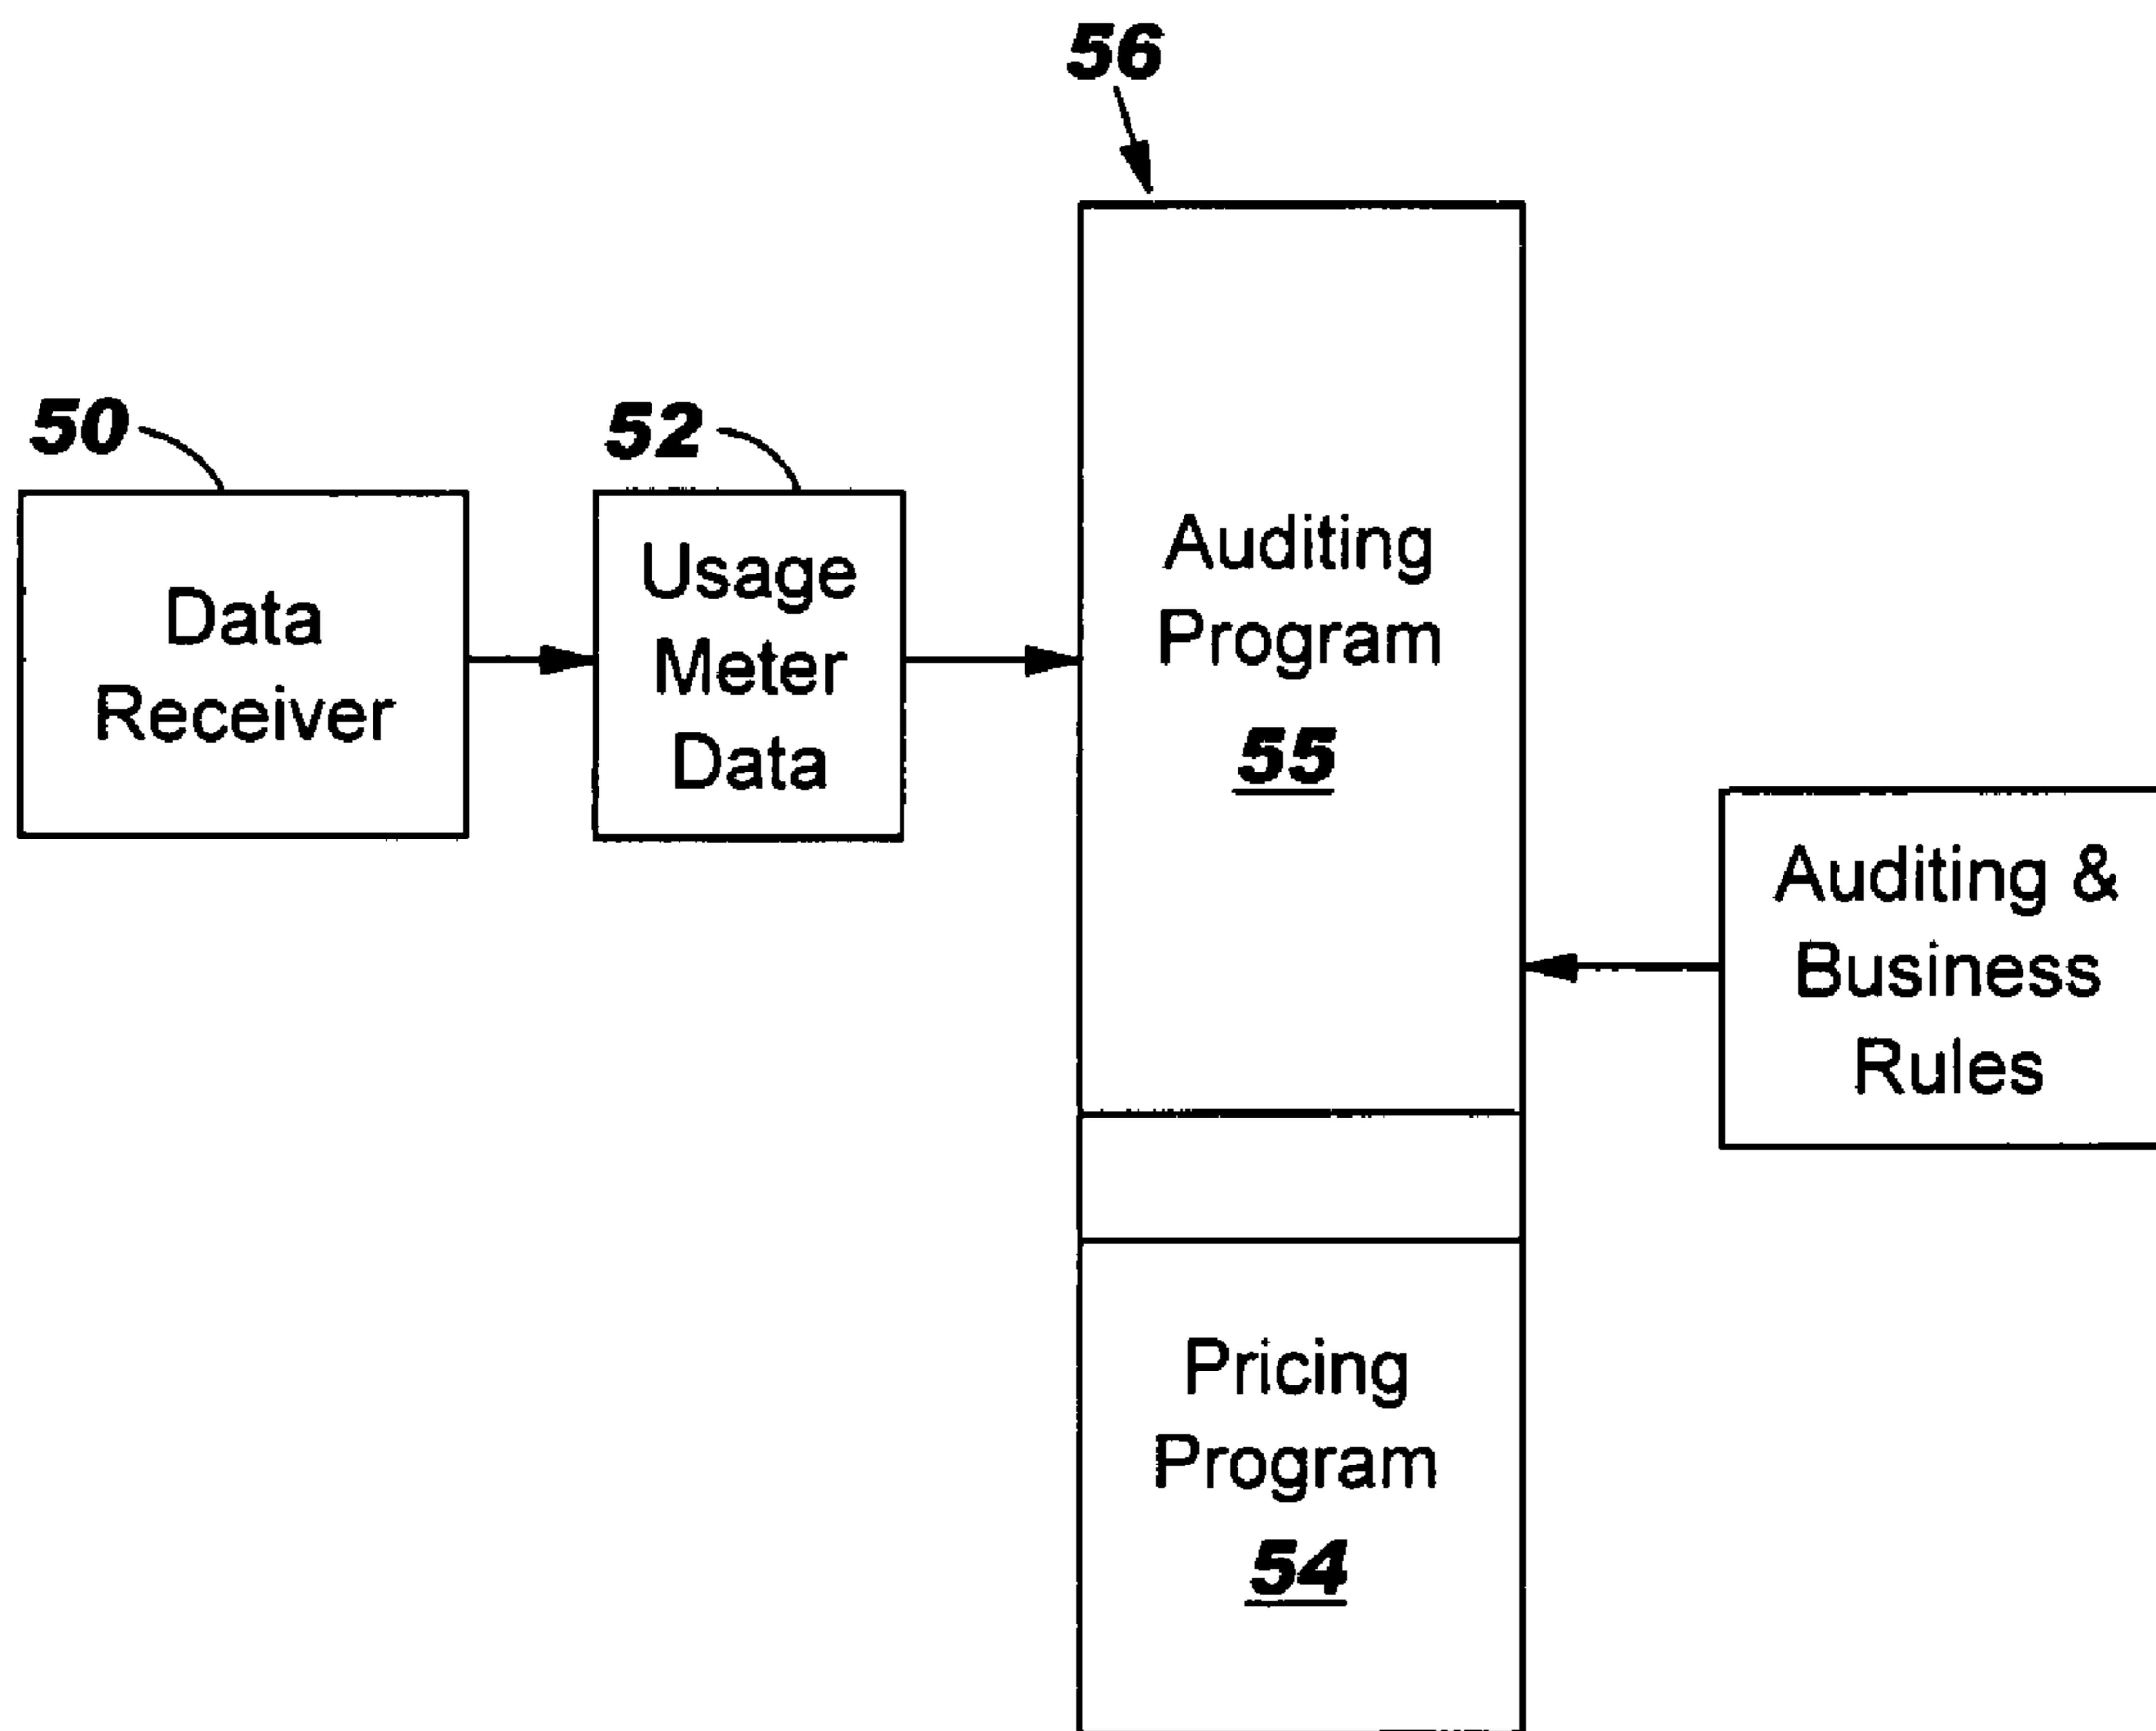 56
50
Data
Receiver
52
Usage
Meter
Data
Auditing
Program
55
Auditing &
Business
Rules
Pricing
Program
54